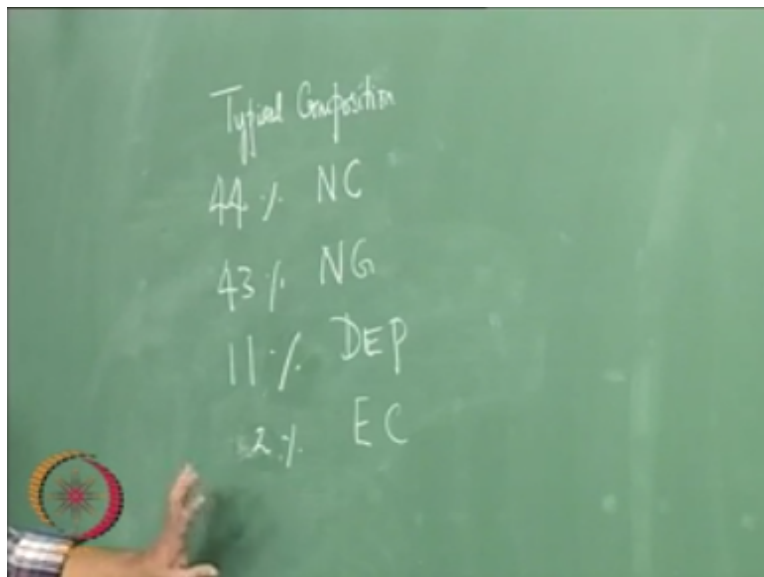 Typical Composition
44 % NC
43 % NG
11 % DEP
2 % EC